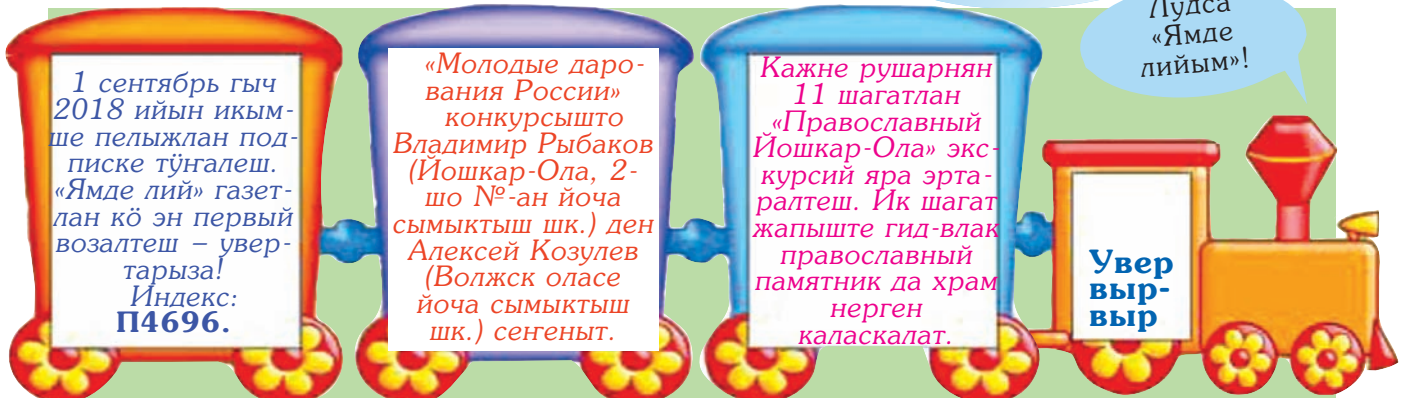 1 сентябрь гыч
2018 ийын икым-
ше пелыжлан под-
писке тӱҥалеш.
«Ямде лий» газет-
лан кӧ эн первый
возалтеш – увер-
тарыза!
Индекс:
П4696.
«Молодые даро-
вания России»
конкурсышто
Владимир Рыбаков
(Йошкар-Ола, 2-
шо №-ан йоча
сымыктыш шк.) ден
Алексей Козулев
(Волжск оласе
йоча сымыктыш
шк.) сеҥеныт.
Кажне рушарнян
11 шагатлан
«Православный
Йошкар-Ола» экс-
курсий яра эрта-
ралтеш. Ик шагат
жапыште гид-влак
православный
памятник да храм
нерген
каласкалат.
Увер
выр-
выр
Лудса
«Ямде
лийым»!